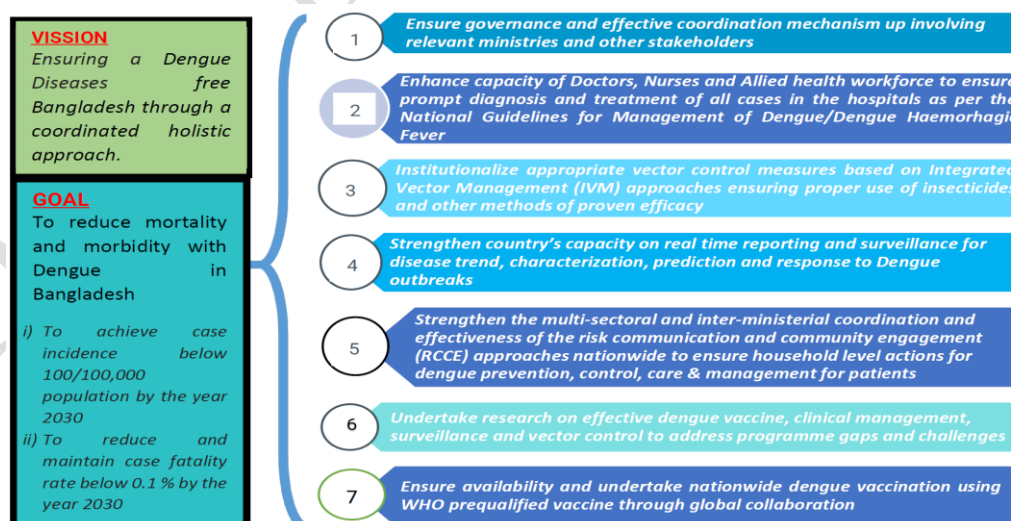 VISSION
Ensuring a Dengue
Diseases free
Bangladesh through a
coordinated holistic
approach.
GOAL
To reduce mortality
and morbidity with
Dengue in
Bangladesh
i) To achieve case
incidence below
100/100,000
population by the year
2030
ii) To reduce and
maintain case fatality
rate below 0.1 % by the
year 2030
1
Ensure governance and effective coordination mechanism up involving
relevant ministries and other stakeholders
2
Enhance capacity of Doctors, Nurses and Allied health workforce to ensure
prompt diagnosis and treatment of all cases in the hospitals as per the
National Guidelines for Management of Dengue/Dengue Haemorhagic
Fever
3
Institutionalize appropriate vector control measures based on Integrated
Vector Management (IVM) approaches ensuring proper use of insecticides
and other methods of proven efficacy
4
Strengthen country's capacity on real time reporting and surveillance for
disease trend, characterization, prediction and response to Dengue
outbreaks
5
Strengthen the multi-sectoral and inter-ministerial coordination and
effectiveness of the risk communication and community engagement
(RCCE) approaches nationwide to ensure household level actions for
dengue prevention, control, care & management for patients
6
Undertake research on effective dengue vaccine, clinical management,
surveillance and vector control to address programme gaps and challenges
7
Ensure availability and undertake nationwide dengue vaccination using
WHO prequalified vaccine through global collaboration